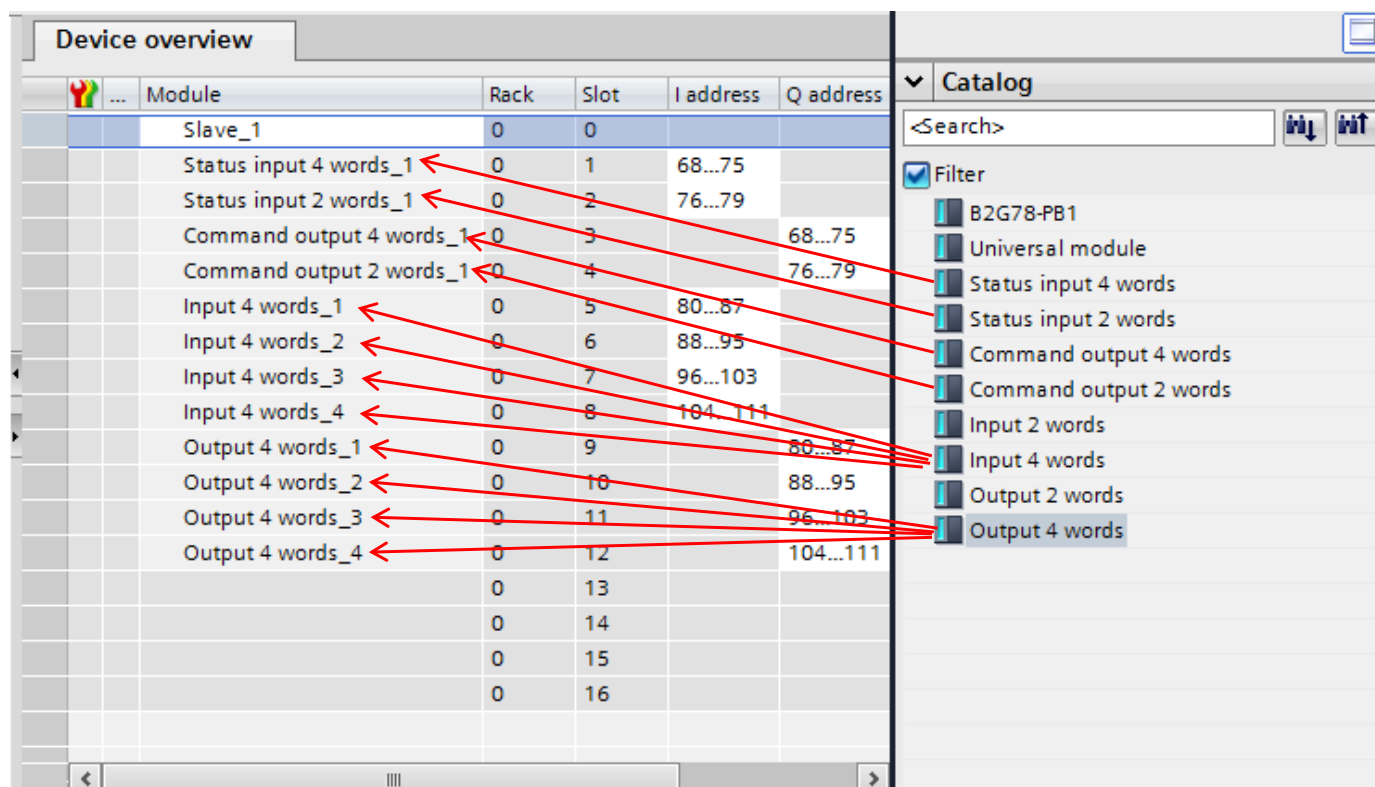 Device overview
... Module Rack Slot I address Q address
Slave_1 0 0
Status input 4 words_1 0 1 68...75
Status input 2 words_1 0 2 76...79
Command output 4 words_1 0 3 68...75
Command output 2 words_1 0 4 76...79
Input 4 words_1 0 5 80...87
Input 4 words_2 0 6 88...95
Input 4 words_3 0 7 96...103
Input 4 words_4 0 8 104...111
Output 4 words_1 0 9 80...87
Output 4 words_2 0 10 88...95
Output 4 words_3 0 11 96...103
Output 4 words_4 0 12 104...111
0 13
0 14
0 15
0 16
Catalog
<Search>
Filter
B2G78-PB1
Universal module
Status input 4 words
Status input 2 words
Command output 4 words
Command output 2 words
Input 2 words
Input 4 words
Output 2 words
Output 4 words